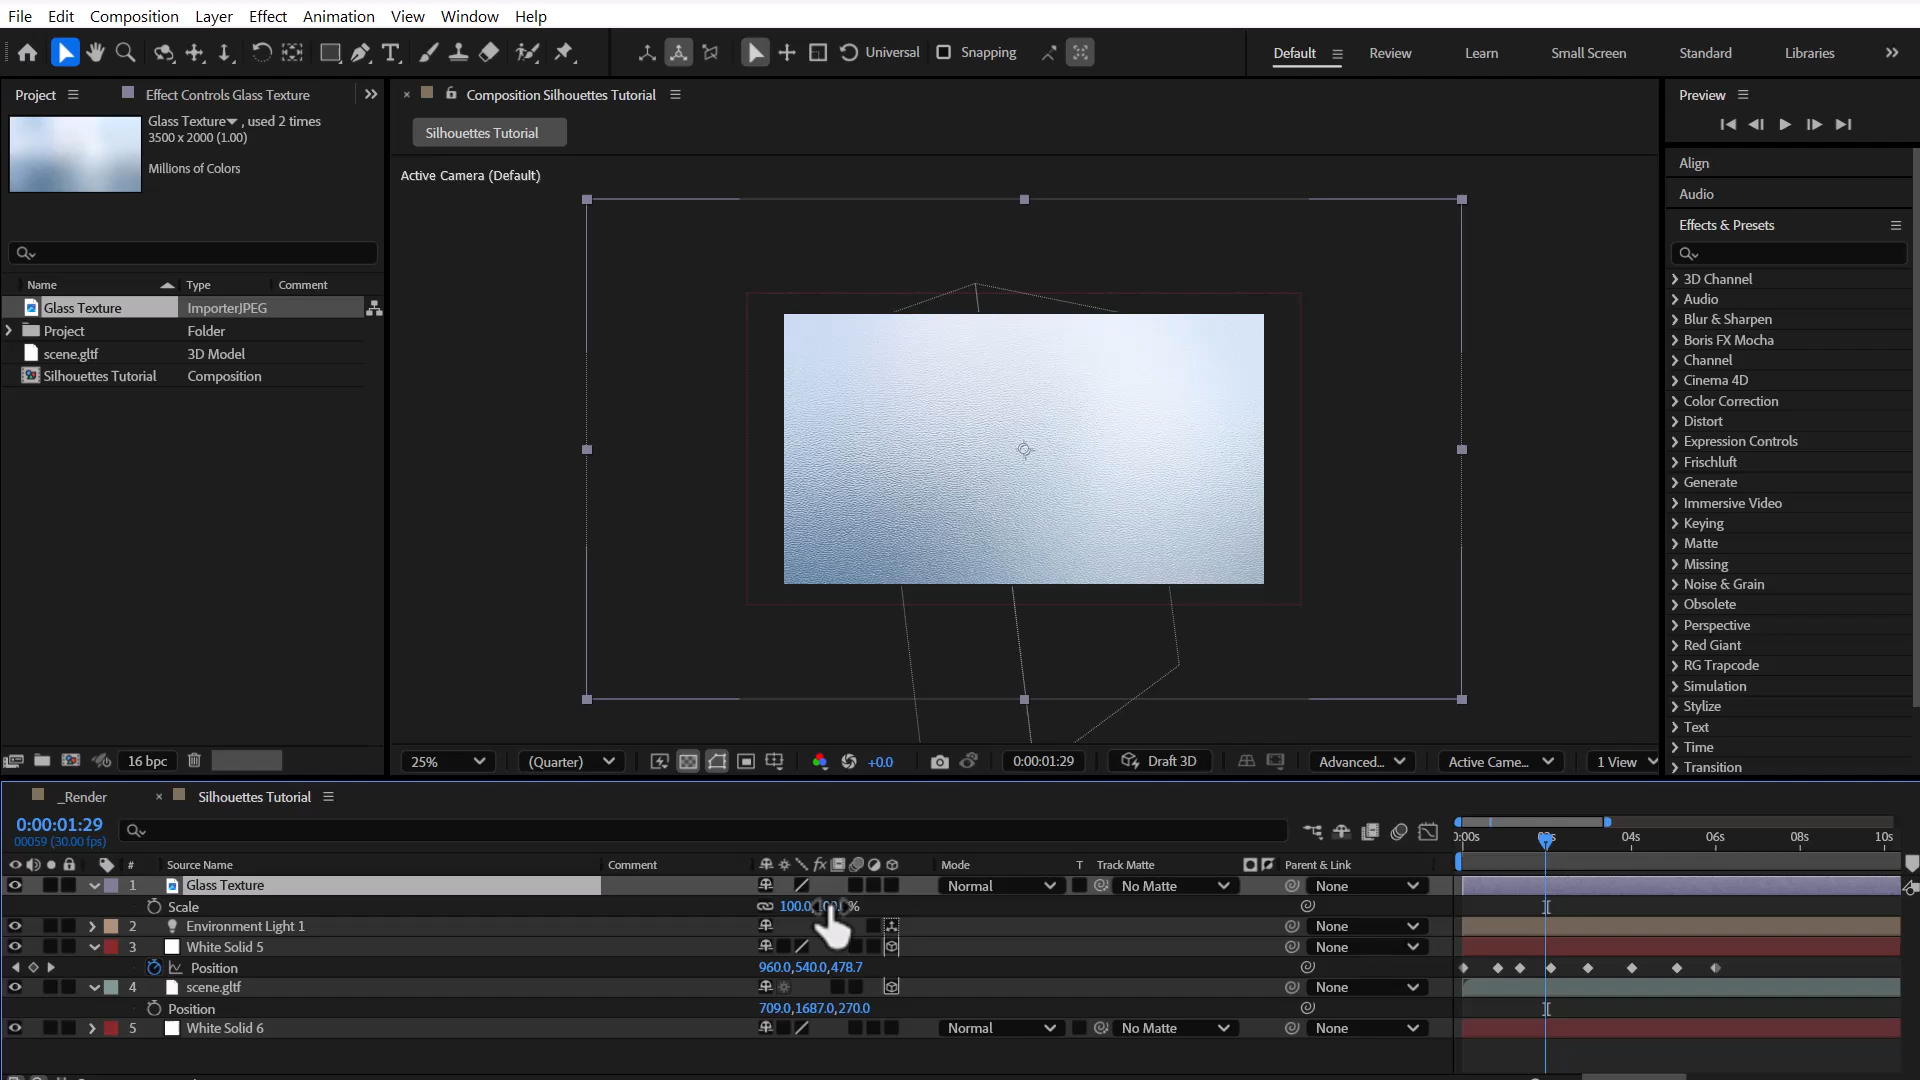 File Edit Composition Layer Effect Animation View Window Help
Universal Snapping Default Review Learn Small Screen Standard Libraries
Project Effect Controls Glass Texture
Glass Texture , used 2 times
3500 x 2000 (1.00)
Millions of Colors
Name Type Comment
Glass Texture ImporterJPEG
Project Folder
scene.gltf 3D Model
Silhouettes Tutorial Composition
16 bpc
Composition Silhouettes Tutorial
Silhouettes Tutorial
Active Camera (Default)
25% (Quarter) +0.0 0:00:01:29 Draft 3D Advanced... Active Came... 1 View
Preview
Align
Audio
Effects & Presets
3D Channel
Audio
Blur & Sharpen
Boris FX Mocha
Channel
Cinema 4D
Color Correction
Distort
Expression Controls
Frischluft
Generate
Immersive Video
Keying
Matte
Missing
Noise & Grain
Obsolete
Perspective
Red Giant
RG Trapcode
Simulation
Stylize
Text
Time
Transition
_Render Silhouettes Tutorial
0:00:01:29
00059 (30.00 fps)
:00s 04s 06s 08s 10s
# Source Name Comment fx Mode T Track Matte Parent & Link
1 Glass Texture Normal No Matte None
Scale 100.0, %
2 Environment Light 1 None
3 White Solid 5 None
Position 960.0,540.0,478.7
4 scene.gltf None
Position 709.0,1687.0,270.0
5 White Solid 6 Normal No Matte None